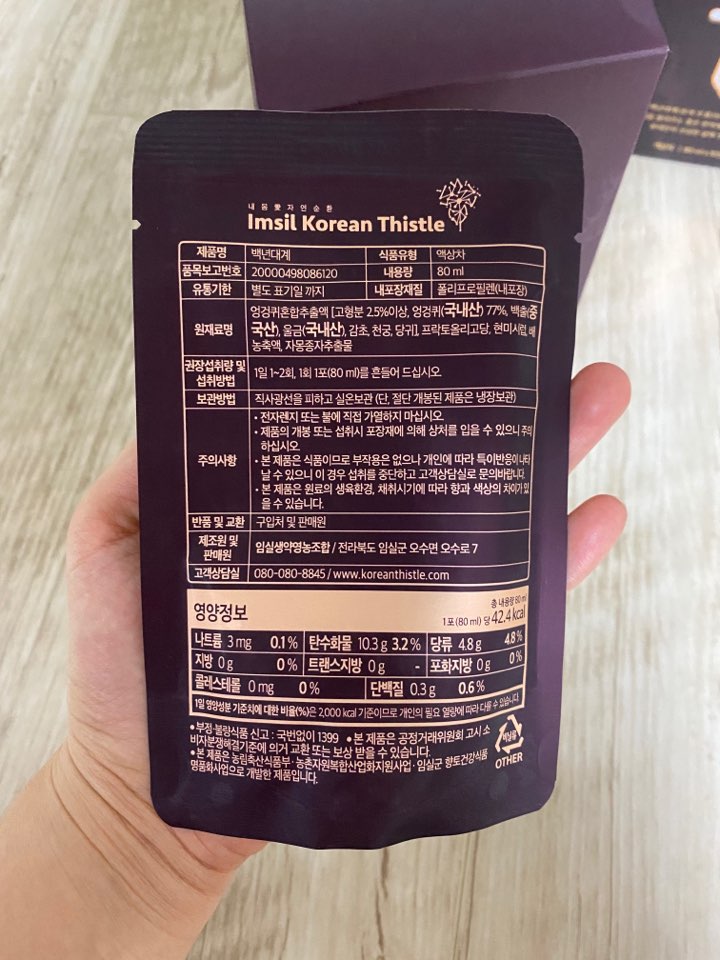 내 몸 愛 자 연 순 환
Imsil Korean Thistle
제품명 백년대계 식품유형 액상차
품목보고번호 20000498086120 내용량 80 ml
유통기한 별도 표기일 까지 내포장재질 폴리프로필렌(내포장)
원재료명 엉겅퀴혼합추출액 [고형분 2.5%이상, 엉겅퀴(국내산) 77%, 백출(중
국산), 울금(국내산), 감초, 천궁, 당귀], 프락토올리고당, 현미시럽, 배
농축액, 자몽종자추출물
권장섭취량 및
섭취방법
1일 1~2회, 1회 1포(80 ml)를 흔들어 드십시오.
보관방법 직사광선을 피하고 실온보관 (단, 절단 개봉된 제품은 냉장보관)
주의사항
• 전자렌지 또는 불에 직접 가열하지 마십시오.
• 제품의 개봉 또는 섭취시 포장재에 의해 상처를 입을 수 있으니 주의
하십시오.
• 본 제품은 식품이므로 부작용은 없으나 개인에 따라 특이반응이 나타
날 수 있으니 이 경우 섭취를 중단하고 고객상담실로 문의바랍니다.
• 본 제품은 원료의 생육환경, 채취시기에 따라 향과 색상의 차이가 있
을 수 있습니다.
반품 및 교환 구입처 및 판매원
제조원 및
판매원
임실생약영농조합 / 전라북도 임실군 오수면 오수로 7
고객상담실 080-080-8845 / www.koreanthistle.com
영양정보
총 내용량 80 ml
1포(80 ml) 당 42.4 kcal
나트륨 3 mg 0.1% 탄수화물 10.3 g 3.2% 당류 4.8 g 4.8%
지방 0 g 0% 트랜스지방 0 g - 포화지방 0 g 0%
콜레스테롤 0 mg 0% 단백질 0.3 g 0.6%
1일 영양성분 기준치에 대한 비율(%)은 2,000 kcal 기준이므로 개인의 필요 열량에 따라 다를 수 있습니다.
• 부정·불량식품 신고 : 국번없이 1399 • 본 제품은 공정거래위원회 고시 소
비자분쟁해결기준에 의거 교환 또는 보상 받을 수 있습니다.
• 본 제품은 농림축산식품부·농촌자원복합산업화지원사업·임실군 향토건강식품
명품화사업으로 개발한 제품입니다.
비닐류
OTHER